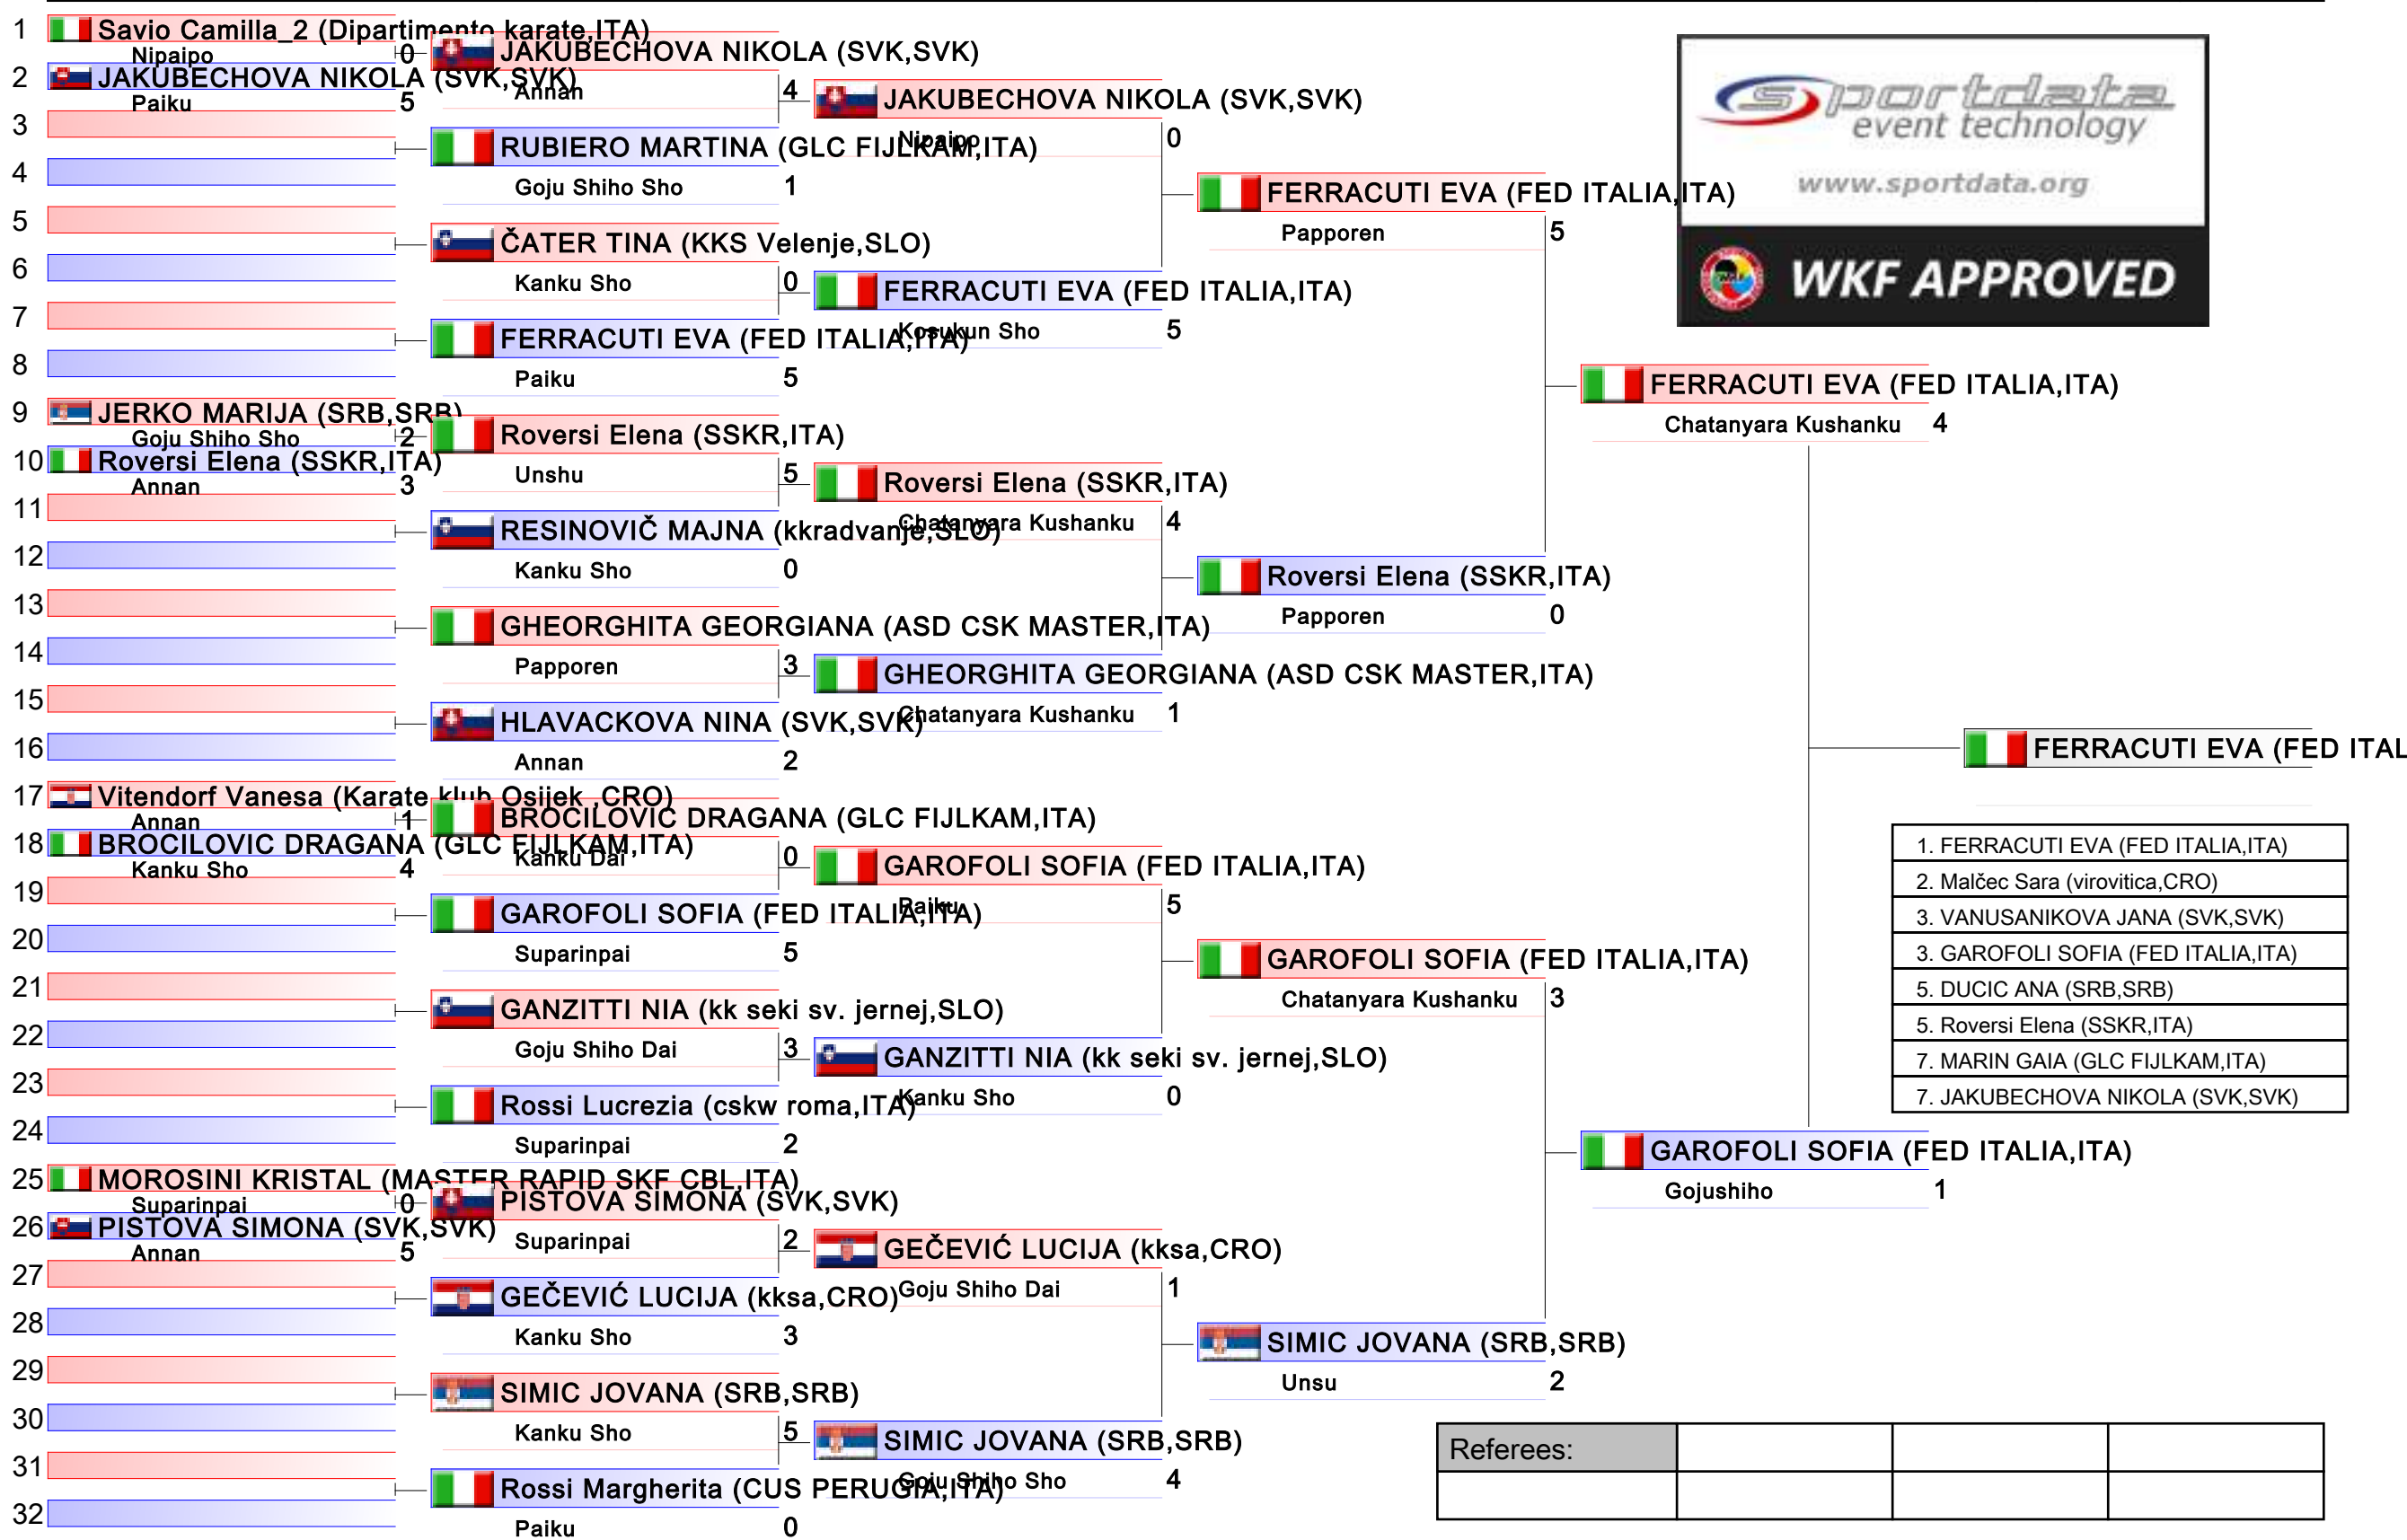 1 Savio Camilla_2 (Dipartimento karate,ITA)
Nipaipo 0
2 JAKUBECHOVA NIKOLA (SVK,SVK)
Paiku 5
3
4
5
6
7
8
9 JERKO MARIJA (SRB,SRB)
Goju Shiho Sho 2
10 Roversi Elena (SSKR,ITA)
Annan 3
11
12
13
14
15
16
17 Vitendorf Vanesa (Karate klub Osijek ,CRO)
Annan 1
18 BROCILOVIC DRAGANA (GLC FIJLKAM,ITA)
Kanku Sho 4
19
20
21
22
23
24
25 MOROSINI KRISTAL (MASTER RAPID SKF CBL,ITA)
Suparinpai 0
26 PISTOVA SIMONA (SVK,SVK)
Annan 5
27
28
29
30
31
32
JAKUBECHOVA NIKOLA (SVK,SVK)
Annan 4
RUBIERO MARTINA (GLC FIJLKAM,ITA)
Goju Shiho Sho 1
ČATER TINA (KKS Velenje,SLO)
Kanku Sho 0
FERRACUTI EVA (FED ITALIA,ITA)
Paiku 5
Roversi Elena (SSKR,ITA)
Unshu 5
RESINOVIČ MAJNA (kkradvanje,SLO)
Kanku Sho 0
GHEORGHITA GEORGIANA (ASD CSK MASTER,ITA)
Papporen 3
HLAVACKOVA NINA (SVK,SVK)
Annan 2
BROCILOVIC DRAGANA (GLC FIJLKAM,ITA)
Kanku Dai 0
GAROFOLI SOFIA (FED ITALIA,ITA)
Suparinpai 5
GANZITTI NIA (kk seki sv. jernej,SLO)
Goju Shiho Dai 3
Rossi Lucrezia (cskw roma,ITA)
Suparinpai 2
PISTOVA SIMONA (SVK,SVK)
Suparinpai 2
GEČEVIĆ LUCIJA (kksa,CRO)
Kanku Sho 3
SIMIC JOVANA (SRB,SRB)
Kanku Sho 5
Rossi Margherita (CUS PERUGIA,ITA)
Paiku 0
JAKUBECHOVA NIKOLA (SVK,SVK)
Nipaipo 0
FERRACUTI EVA (FED ITALIA,ITA)
Kosukun Sho 5
Roversi Elena (SSKR,ITA)
Chatanyara Kushanku 4
GHEORGHITA GEORGIANA (ASD CSK MASTER,ITA)
Chatanyara Kushanku 1
GAROFOLI SOFIA (FED ITALIA,ITA)
Paiku 5
GANZITTI NIA (kk seki sv. jernej,SLO)
Kanku Sho 0
GEČEVIĆ LUCIJA (kksa,CRO)
Goju Shiho Dai 1
SIMIC JOVANA (SRB,SRB)
Goju Shiho Sho 4
FERRACUTI EVA (FED ITALIA,ITA)
Papporen 5
Roversi Elena (SSKR,ITA)
Papporen 0
GAROFOLI SOFIA (FED ITALIA,ITA)
Chatanyara Kushanku 3
SIMIC JOVANA (SRB,SRB)
Unsu 2
FERRACUTI EVA (FED ITALIA,ITA)
Chatanyara Kushanku 4
GAROFOLI SOFIA (FED ITALIA,ITA)
Gojushiho 1
FERRACUTI EVA (FED ITAL
sportdata
event technology
www.sportdata.org
WKF APPROVED
1. FERRACUTI EVA (FED ITALIA,ITA)
2. Malčec Sara (virovitica,CRO)
3. VANUSANIKOVA JANA (SVK,SVK)
3. GAROFOLI SOFIA (FED ITALIA,ITA)
5. DUCIC ANA (SRB,SRB)
5. Roversi Elena (SSKR,ITA)
7. MARIN GAIA (GLC FIJLKAM,ITA)
7. JAKUBECHOVA NIKOLA (SVK,SVK)
Referees: